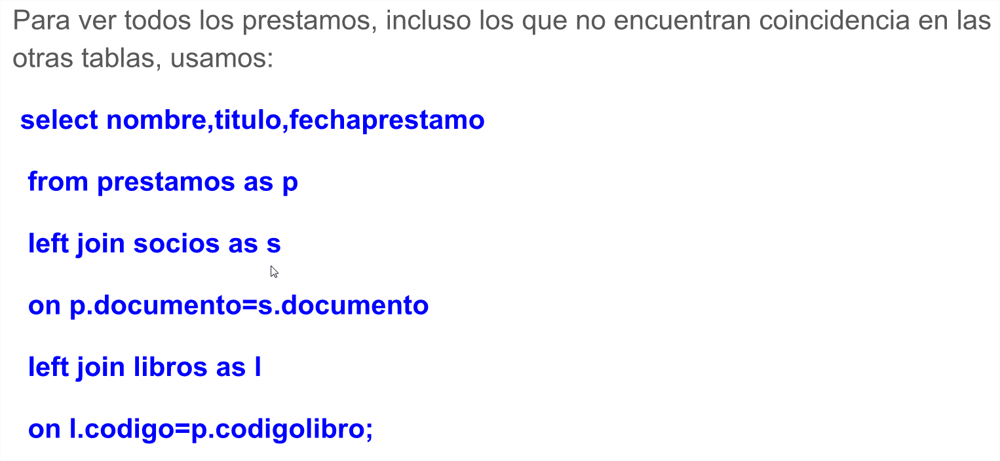 Para ver todos los prestamos, incluso los que no encuentran coincidencia en las
otras tablas, usamos:
select nombre,titulo,fechaprestamo
from prestamos as p
left join socios as s
on p.documento=s.documento
left join libros as l
on l.codigo=p.codigolibro;